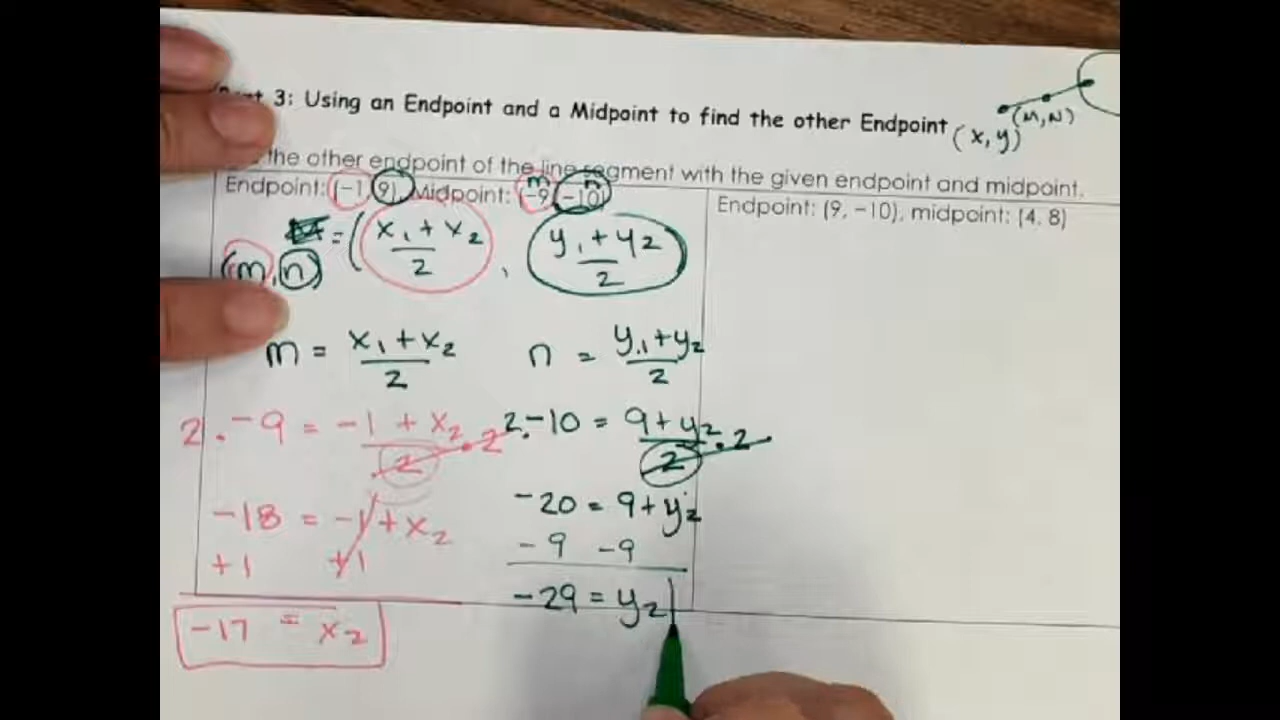 3: Using an Endpoint and a Midpoint to find the other Endpoint (x, y)
(M, N)
the other endpoint of the line segment with the given endpoint and midpoint.
Endpoint: (-1, 9), Midpoint: (-9, -10)
m n
Endpoint: (9, -10), midpoint: (4, 8)
(m, n) = ( x₁ + x₂ / 2 , y₁ + y₂ / 2
m = x₁ + x₂ / 2
n = y₁ + y₂ / 2
2 · -9 = -1 + x₂ / 2 · 2
2 · -10 = 9 + y₂ / 2 · 2
-18 = -1 + x₂
+1 +1
-17 = x₂
-20 = 9 + y₂
-9 -9
-29 = y₂